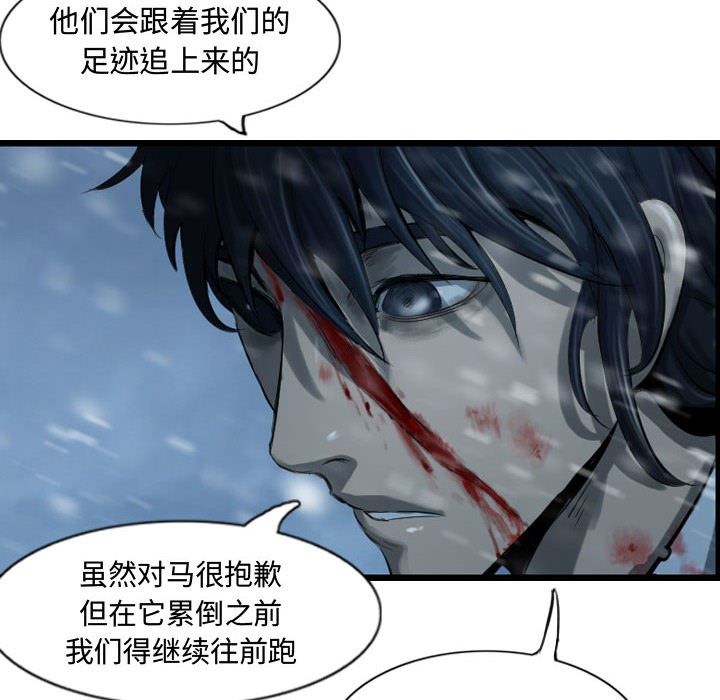 他们会跟着我们的
足迹追上来的
虽然对马很抱歉
但在它累倒之前
我们得继续往前跑